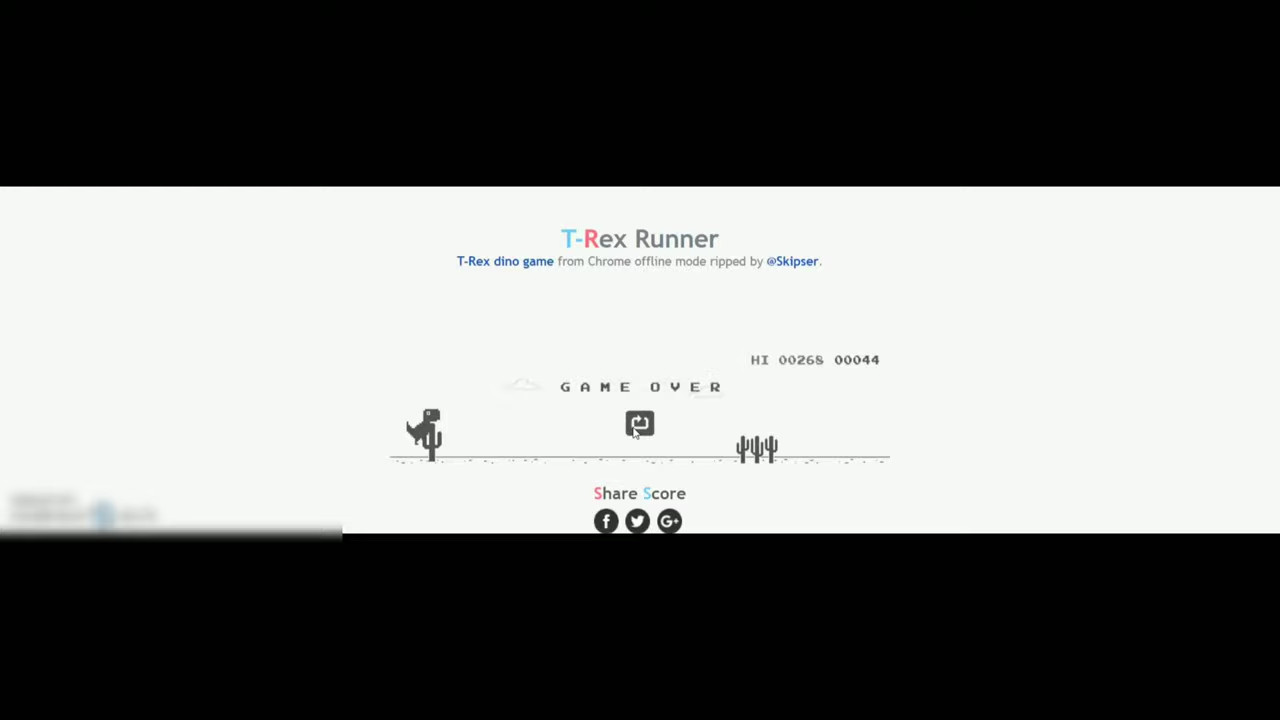 T-Rex Runner
T-Rex dino game from Chrome offline mode ripped by @Skipser.
HI 00268 00044
GAME OVER
Share Score
f G+